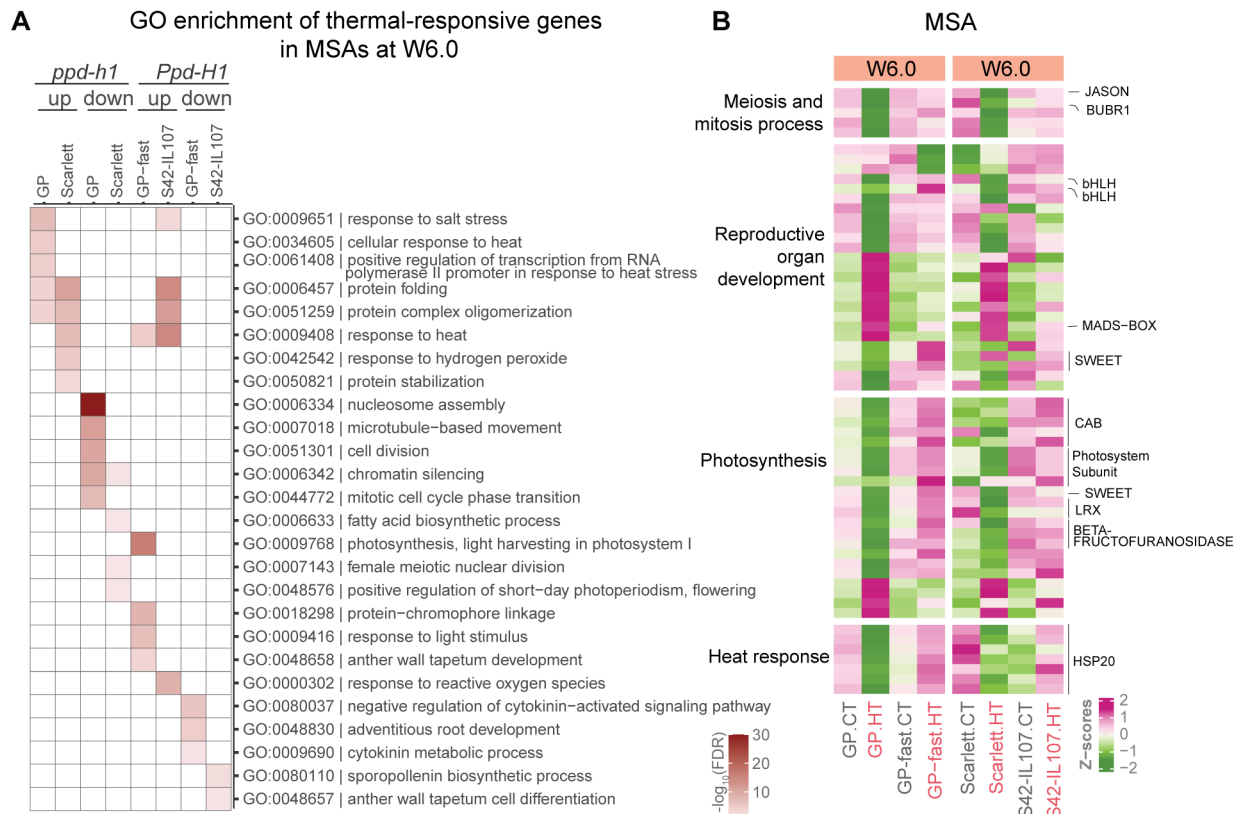 A
GO enrichment of thermal-responsive genes
in MSAs at W6.0
ppd-h1 Ppd-H1
up down up down
GP
Scarlett
GP
Scarlett
GP-fast
S42-IL107
GP-fast
S42-IL107
GO:0009651 | response to salt stress
GO:0034605 | cellular response to heat
GO:0061408 | positive regulation of transcription from RNA
polymerase II promoter in response to heat stress
GO:0006457 | protein folding
GO:0051259 | protein complex oligomerization
GO:0009408 | response to heat
GO:0042542 | response to hydrogen peroxide
GO:0050821 | protein stabilization
GO:0006334 | nucleosome assembly
GO:0007018 | microtubule-based movement
GO:0051301 | cell division
GO:0006342 | chromatin silencing
GO:0044772 | mitotic cell cycle phase transition
GO:0006633 | fatty acid biosynthetic process
GO:0009768 | photosynthesis, light harvesting in photosystem I
GO:0007143 | female meiotic nuclear division
GO:0048576 | positive regulation of short-day photoperiodism, flowering
GO:0018298 | protein-chromophore linkage
GO:0009416 | response to light stimulus
GO:0048658 | anther wall tapetum development
GO:0000302 | response to reactive oxygen species
GO:0080037 | negative regulation of cytokinin-activated signaling pathway
GO:0048830 | adventitious root development
GO:0009690 | cytokinin metabolic process
GO:0080110 | sporopollenin biosynthetic process
GO:0048657 | anther wall tapetum cell differentiation
-log10(FDR)
30
20
10
B
MSA
W6.0 W6.0
Meiosis and
mitosis process
JASON
BUBR1
Reproductive
organ
development
bHLH
bHLH
MADS-BOX
SWEET
Photosynthesis
CAB
Photosystem
Subunit
SWEET
LRX
BETA-
FRUCTOFURANOSIDASE
Heat response
HSP20
GP.CT
GP.HT
GP-fast.CT
GP-fast.HT
Scarlett.CT
Scarlett.HT
S42-IL107.CT
S42-IL107.HT
Z-scores
2
1
0
-1
-2